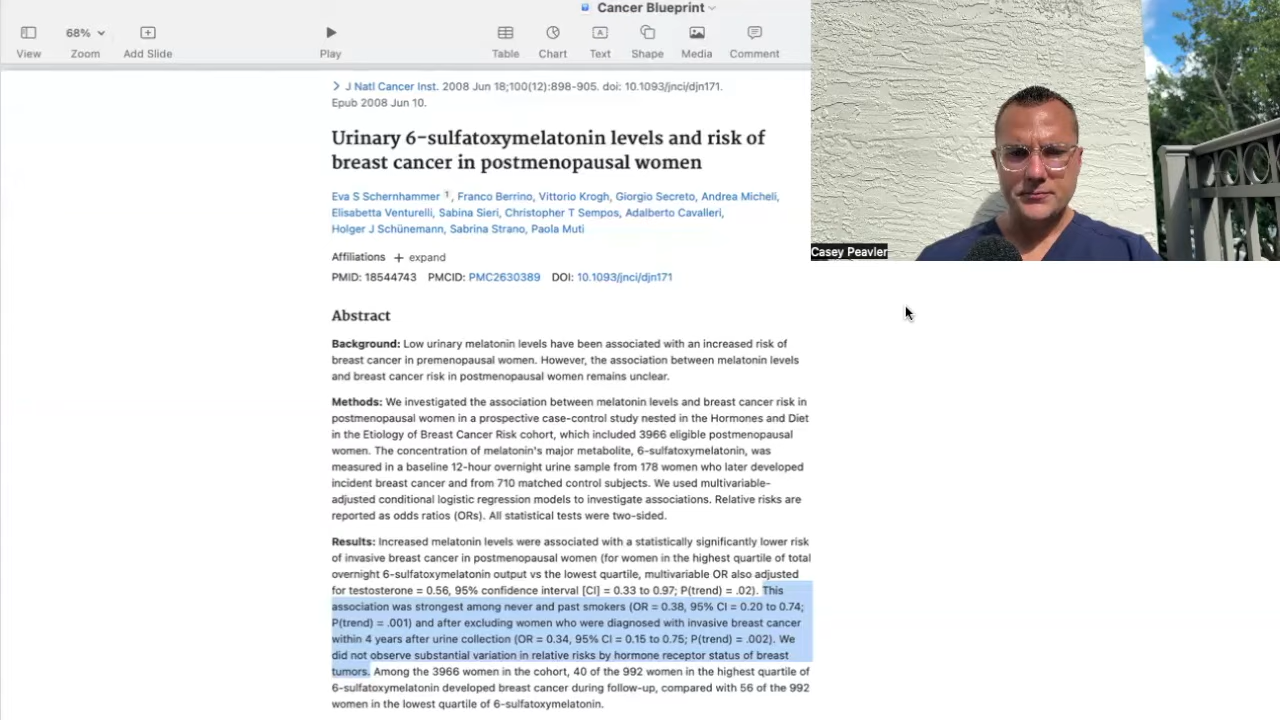 Cancer Blueprint
68%
View
Zoom
Add Slide
Play
Table
Chart
Text
Shape
Media
Comment
J Natl Cancer Inst. 2008 Jun 18;100(12):898-905. doi: 10.1093/jnci/djn171.
Epub 2008 Jun 10.
Urinary 6-sulfatoxymelatonin levels and risk of
breast cancer in postmenopausal women
Eva S Schernhammer 1, Franco Berrino, Vittorio Krogh, Giorgio Secreto, Andrea Micheli,
Elisabetta Venturelli, Sabina Sieri, Christopher T Sempos, Adalberto Cavalleri,
Holger J Schünemann, Sabrina Strano, Paola Muti
Affiliations + expand
PMID: 18544743 PMCID: PMC2630389 DOI: 10.1093/jnci/djn171
Abstract
Background: Low urinary melatonin levels have been associated with an increased risk of
breast cancer in premenopausal women. However, the association between melatonin levels
and breast cancer risk in postmenopausal women remains unclear.
Methods: We investigated the association between melatonin levels and breast cancer risk in
postmenopausal women in a prospective case-control study nested in the Hormones and Diet
in the Etiology of Breast Cancer Risk cohort, which included 3966 eligible postmenopausal
women. The concentration of melatonin's major metabolite, 6-sulfatoxymelatonin, was
measured in a baseline 12-hour overnight urine sample from 178 women who later developed
incident breast cancer and from 710 matched control subjects. We used multivariable-
adjusted conditional logistic regression models to investigate associations. Relative risks are
reported as odds ratios (ORs). All statistical tests were two-sided.
Results: Increased melatonin levels were associated with a statistically significantly lower risk
of invasive breast cancer in postmenopausal women (for women in the highest quartile of total
overnight 6-sulfatoxymelatonin output vs the lowest quartile, multivariable OR also adjusted
for testosterone = 0.56, 95% confidence interval [CI] = 0.33 to 0.97; P(trend) = .02). This
association was strongest among never and past smokers (OR = 0.38, 95% CI = 0.20 to 0.74;
P(trend) = .001) and after excluding women who were diagnosed with invasive breast cancer
within 4 years after urine collection (OR = 0.34, 95% CI = 0.15 to 0.75; P(trend) = .002). We
did not observe substantial variation in relative risks by hormone receptor status of breast
tumors. Among the 3966 women in the cohort, 40 of the 992 women in the highest quartile of
6-sulfatoxymelatonin developed breast cancer during follow-up, compared with 56 of the 992
women in the lowest quartile of 6-sulfatoxymelatonin.
Casey Peavler